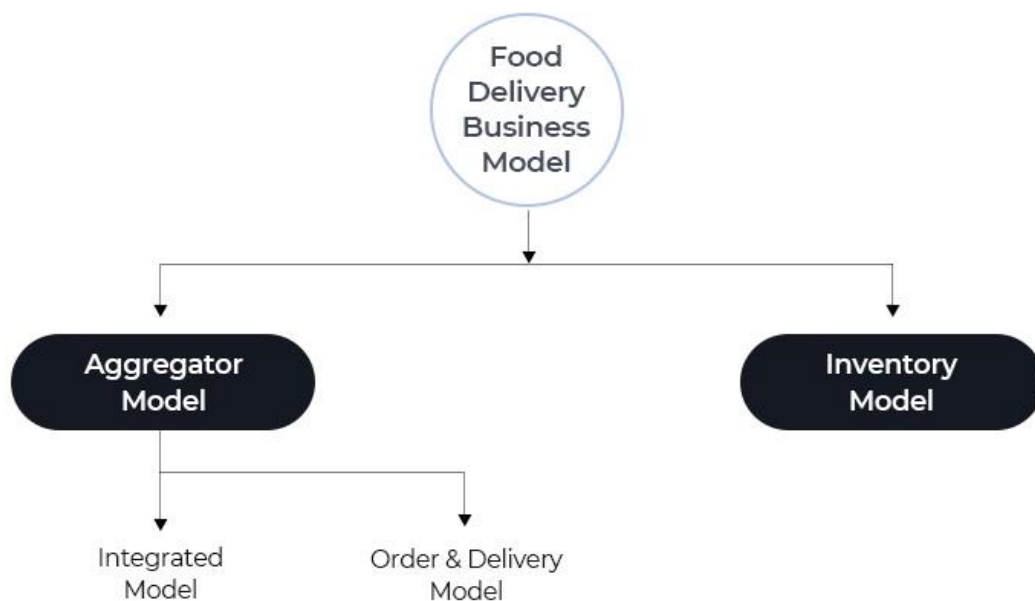 Food
Delivery
Business
Model
Aggregator
Model
Inventory
Model
Integrated
Model
Order & Delivery
Model